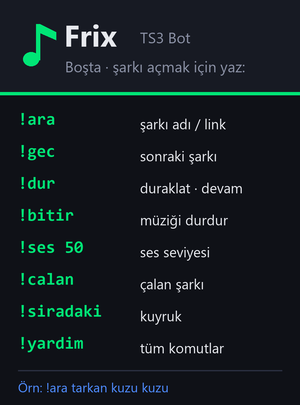 Frix TS3 Bot
Boşta · şarkı açmak için yaz:
!ara şarkı adı / link
!gec sonraki şarkı
!dur duraklat · devam
!bitir müziği durdur
!ses 50 ses seviyesi
!calan çalan şarkı
!siradaki kuyruk
!yardim tüm komutlar
Örn: !ara tarkan kuzu kuzu